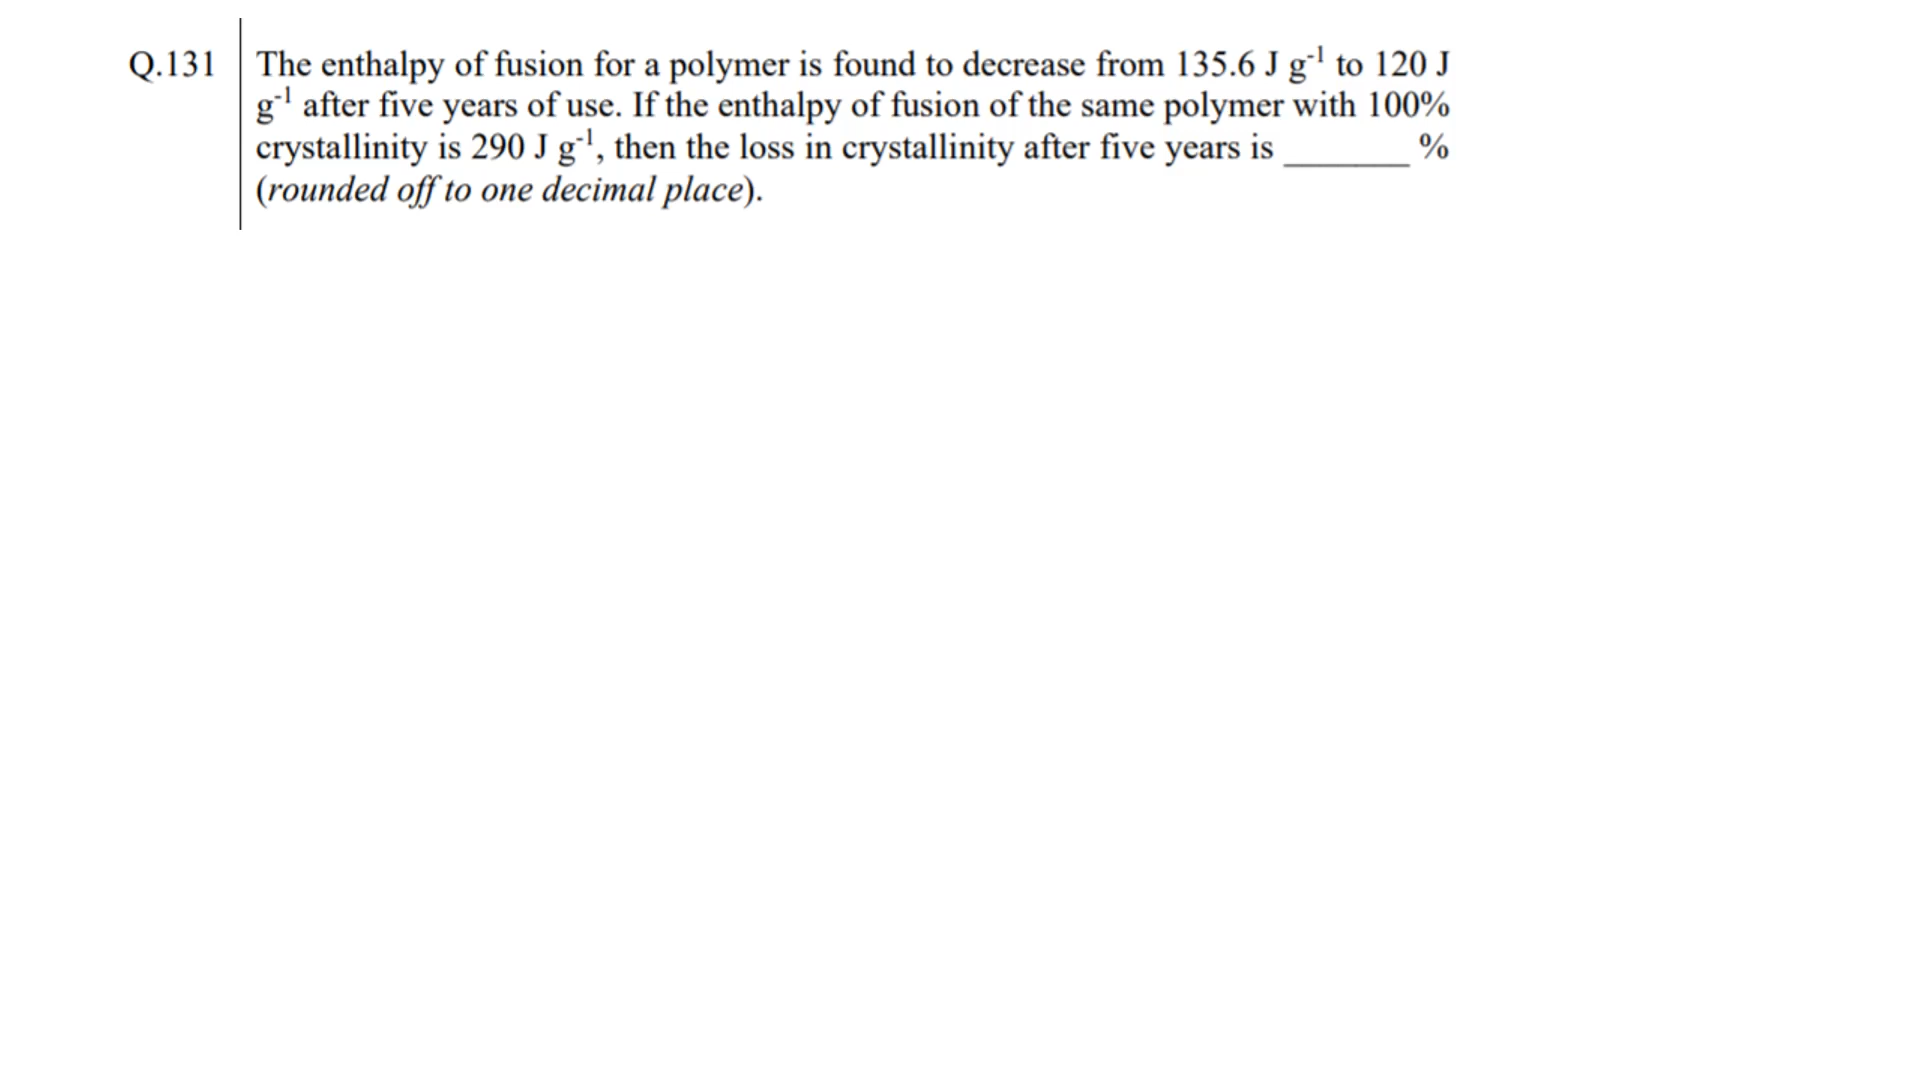 Q.131 The enthalpy of fusion for a polymer is found to decrease from 135.6 J g⁻¹ to 120 J
g⁻¹ after five years of use. If the enthalpy of fusion of the same polymer with 100%
crystallinity is 290 J g⁻¹, then the loss in crystallinity after five years is _______ %
(rounded off to one decimal place).